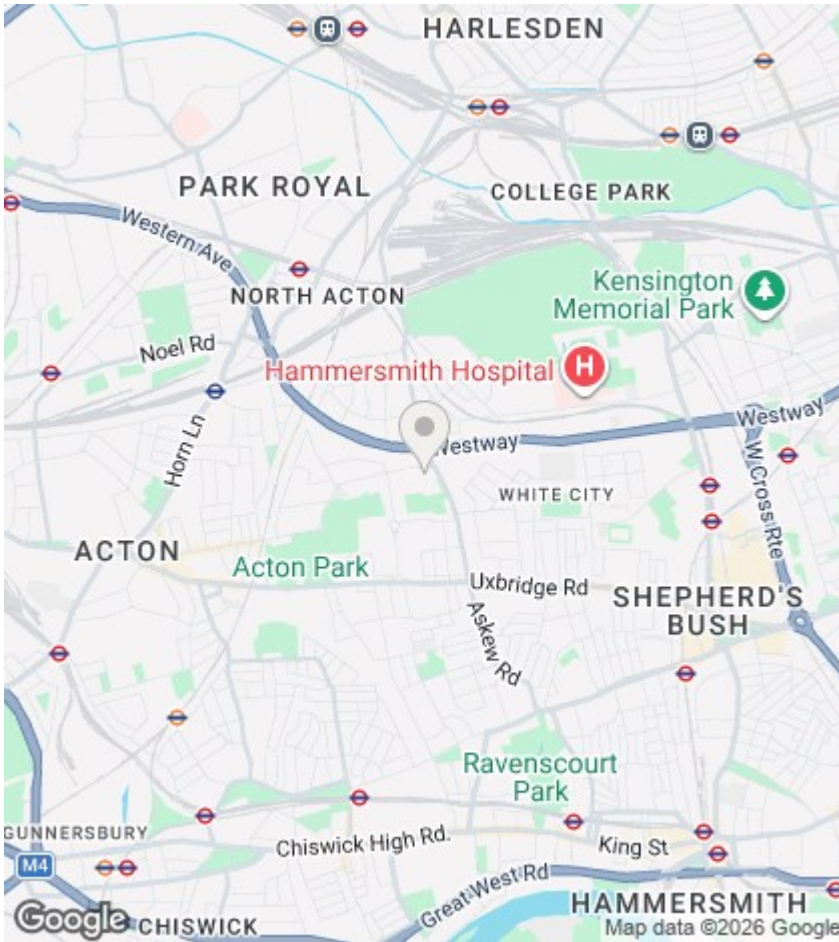 HARLESDEN
PARK ROYAL
COLLEGE PARK
Western Ave
Kensington
Memorial Park
NORTH ACTON
Noel Rd
Hammersmith Hospital
H
Westway
Horn Ln
Westway
W Cross Rte
WHITE CITY
ACTON
Acton Park
Uxbridge Rd
SHEPHERD'S
BUSH
Askew Rd
Ravenscourt
Park
GUNNERSBURY
Chiswick High Rd.
King St
M4
Great West Rd
HAMMERSMITH
Google
CHISWICK
Map data ©2026 Google